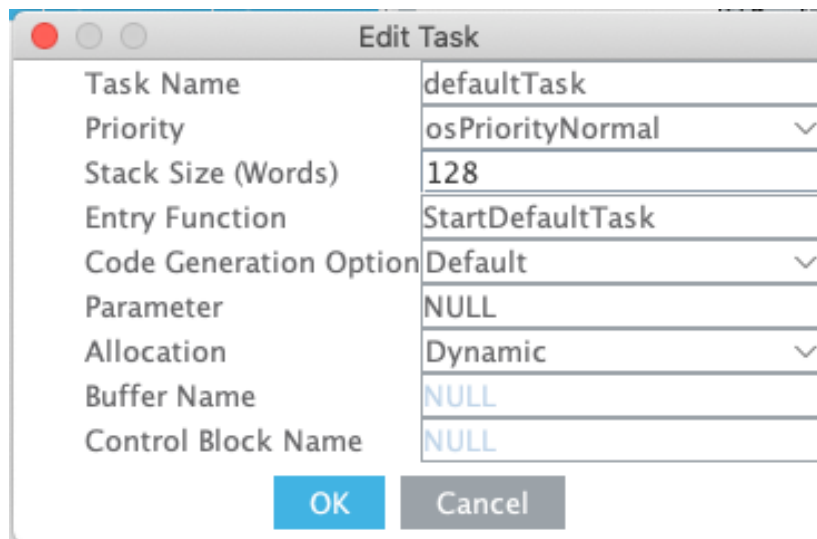 Edit Task
Task Name defaultTask
Priority osPriorityNormal
Stack Size (Words) 128
Entry Function StartDefaultTask
Code Generation Option Default
Parameter NULL
Allocation Dynamic
Buffer Name NULL
Control Block Name NULL
OK Cancel